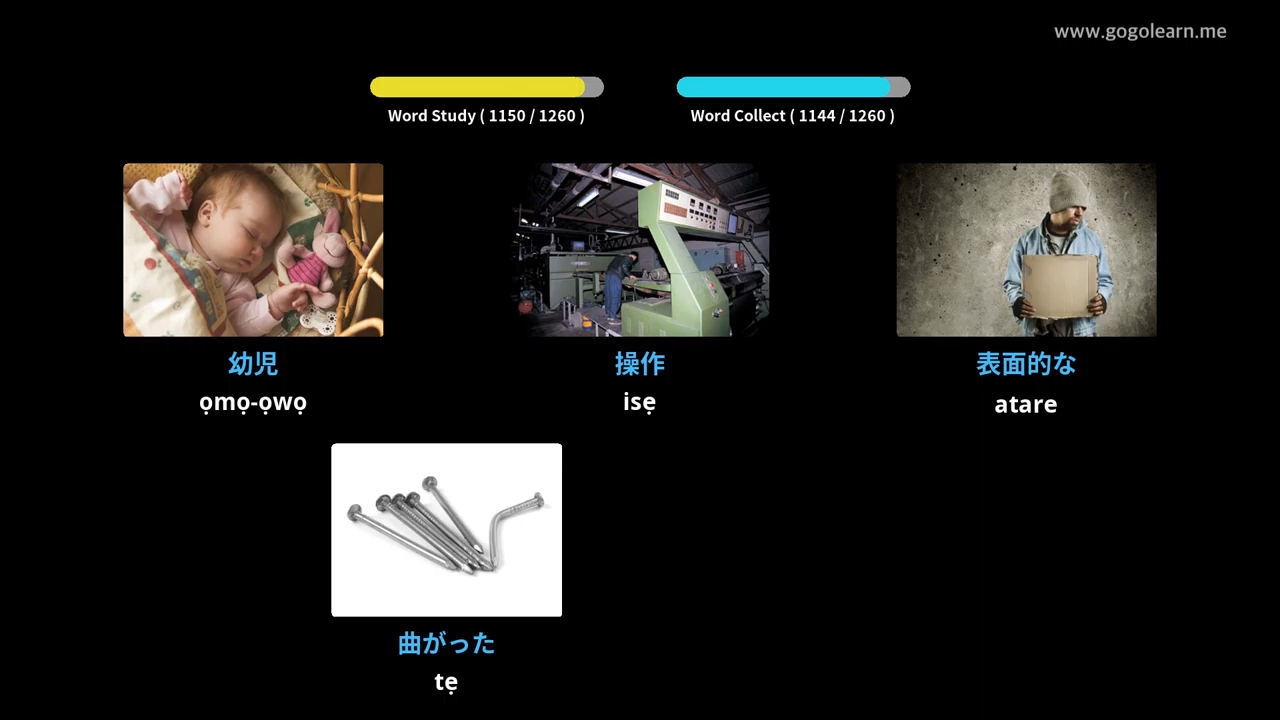 www.gogolearn.me
Word Study ( 1150 / 1260 )
Word Collect ( 1144 / 1260 )
幼児
ọmọ-ọwọ
操作
isẹ
表面的な
atare
曲がった
tẹ